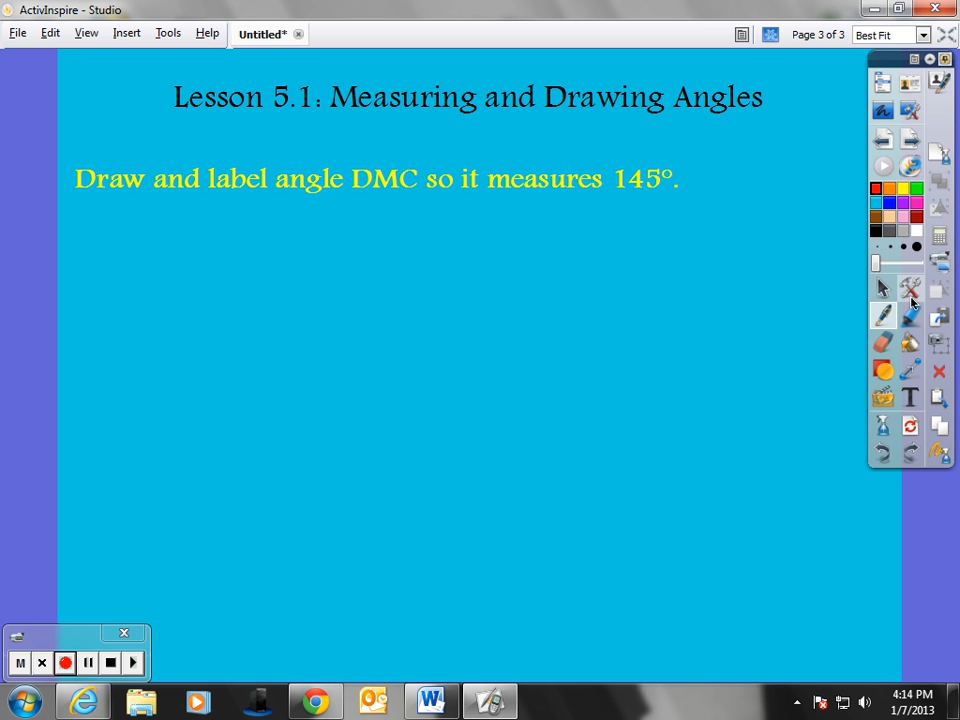 ActivInspire - Studio
File Edit View Insert Tools Help Untitled* Page 3 of 3 Best Fit
Lesson 5.1: Measuring and Drawing Angles
Draw and label angle DMC so it measures 145°.
T
M
W
4:14 PM
1/7/2013